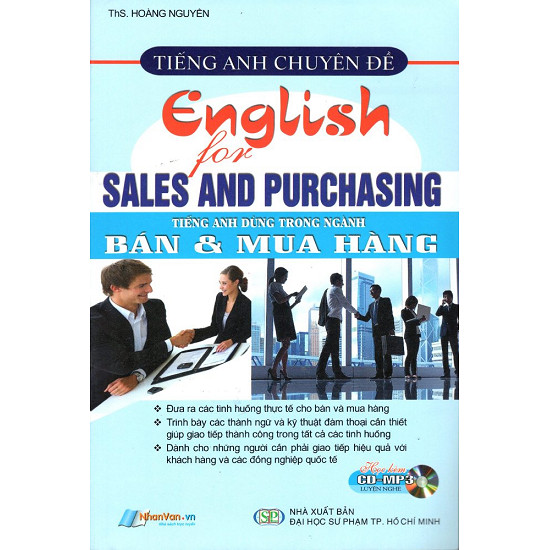 ThS. HOÀNG NGUYÊN
TIẾNG ANH CHUYÊN ĐỀ
English
for
SALES AND PURCHASING
TIẾNG ANH DÙNG TRONG NGÀNH
BÁN & MUA HÀNG
Đưa ra các tình huống thực tế cho bán và mua hàng
Trình bày các thành ngữ và kỹ thuật đàm thoại cần thiết
giúp giao tiếp thành công trong tất cả các tình huống
Dành cho những người cần phải giao tiếp hiệu quả với
khách hàng và các đồng nghiệp quốc tế
Học kèm
CD-MP3
LUYỆN NGHE
NhanVan.vn
NHÀ XUẤT BẢN
ĐẠI HỌC SƯ PHẠM TP. HỒ CHÍ MINH